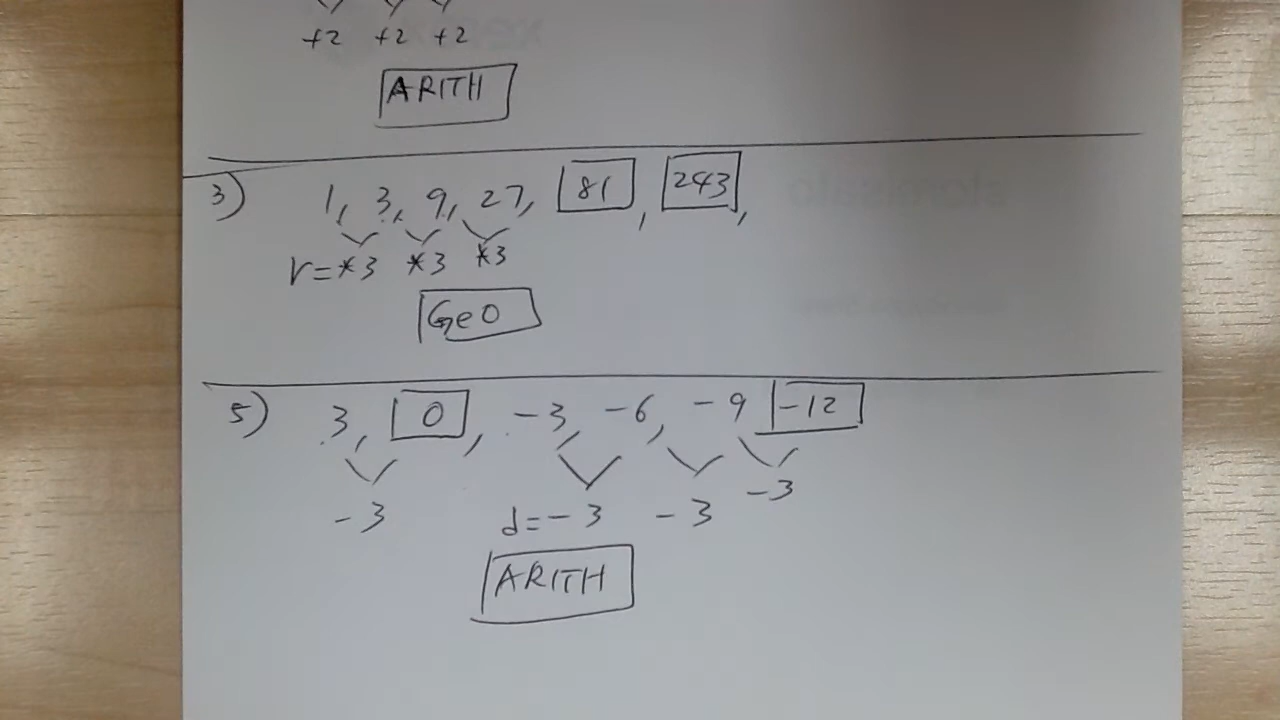 +2 +2 +2
ARITH
3) 1, 3, 9, 27, 81, 243,
r=*3 *3 *3
GeO
5) 3, 0, -3, -6, -9 -12
-3 d=-3 -3 -3
ARITH